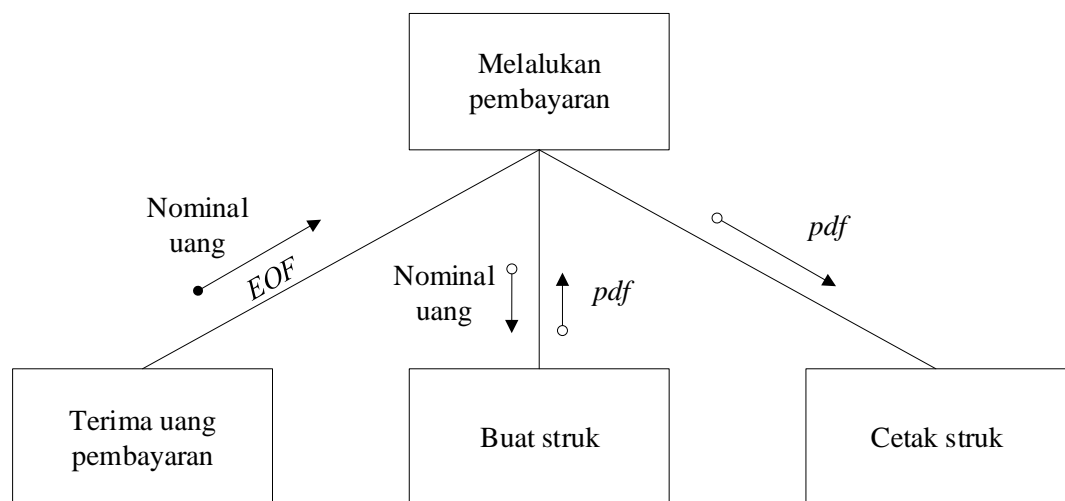 Melalukan
pembayaran
Nominal
uang
EOF
Nominal
uang
pdf
pdf
Terima uang
pembayaran
Buat struk
Cetak struk